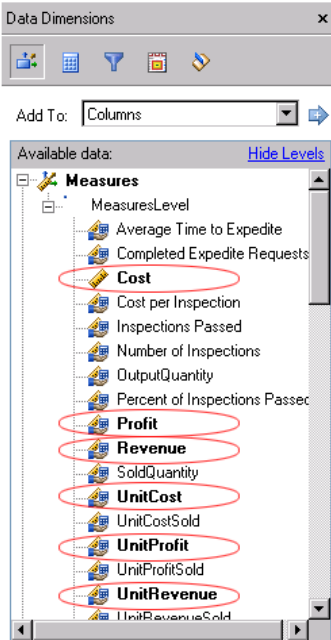 Data Dimensions
Add To: Columns
Available data: Hide Levels
Measures
MeasuresLevel
Average Time to Expedite
Completed Expedite Requests
Cost
Cost per Inspection
Inspections Passed
Number of Inspections
OutputQuantity
Percent of Inspections Passed
Profit
Revenue
SoldQuantity
UnitCost
UnitCostSold
UnitProfit
UnitProfitSold
UnitRevenue
UnitRevenueSold